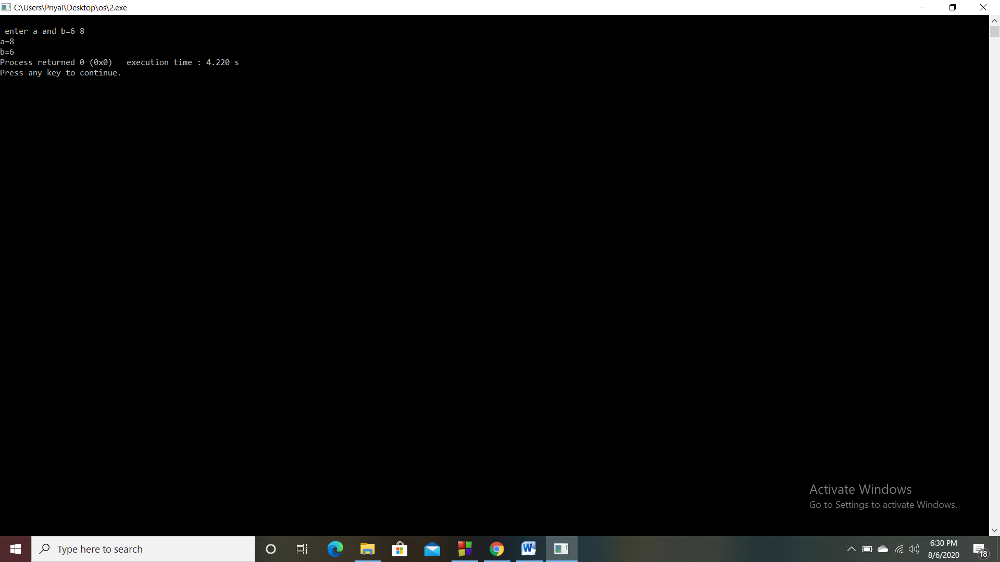 C:\Users\Priyal\Desktop\os\2.exe
enter a and b=6 8
a=8
b=6
Process returned 0 (0x0)   execution time : 4.220 s
Press any key to continue.
Activate Windows
Go to Settings to activate Windows.
Type here to search
W
6:30 PM
8/6/2020
18